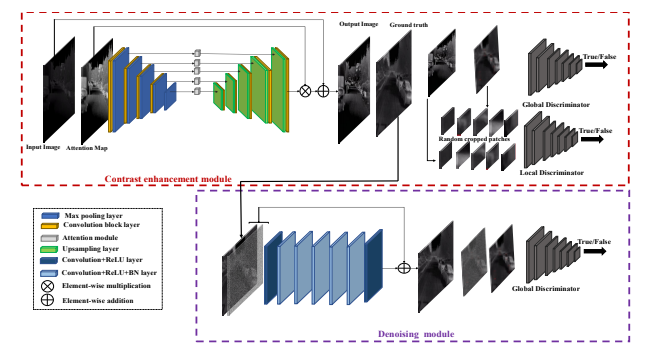 Output Image
Ground truth
True/False
Global Discriminator
True/False
Random cropped patches
Input Image
Attention Map
Local Discriminator
Contrast enhancement module
Max pooling layer
Convolution block layer
Attention module
Upsampling layer
Convolution+ReLU layer
Convolution+ReLU+BN layer
Element-wise multiplication
Element-wise addition
True/False
Global Discriminator
Denoising module